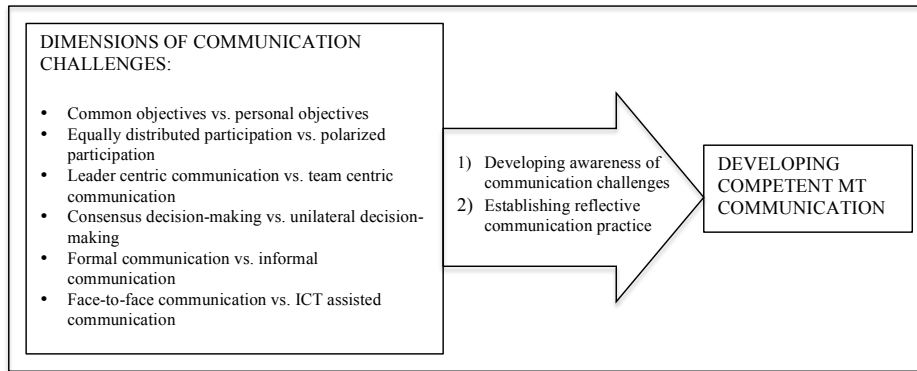 DIMENSIONS OF COMMUNICATION
CHALLENGES:
• Common objectives vs. personal objectives
• Equally distributed participation vs. polarized
participation
• Leader centric communication vs. team centric
communication
• Consensus decision-making vs. unilateral decision-
making
• Formal communication vs. informal
communication
• Face-to-face communication vs. ICT assisted
communication
1) Developing awareness of
communication challenges
2) Establishing reflective
communication practice
DEVELOPING
COMPETENT MT
COMMUNICATION